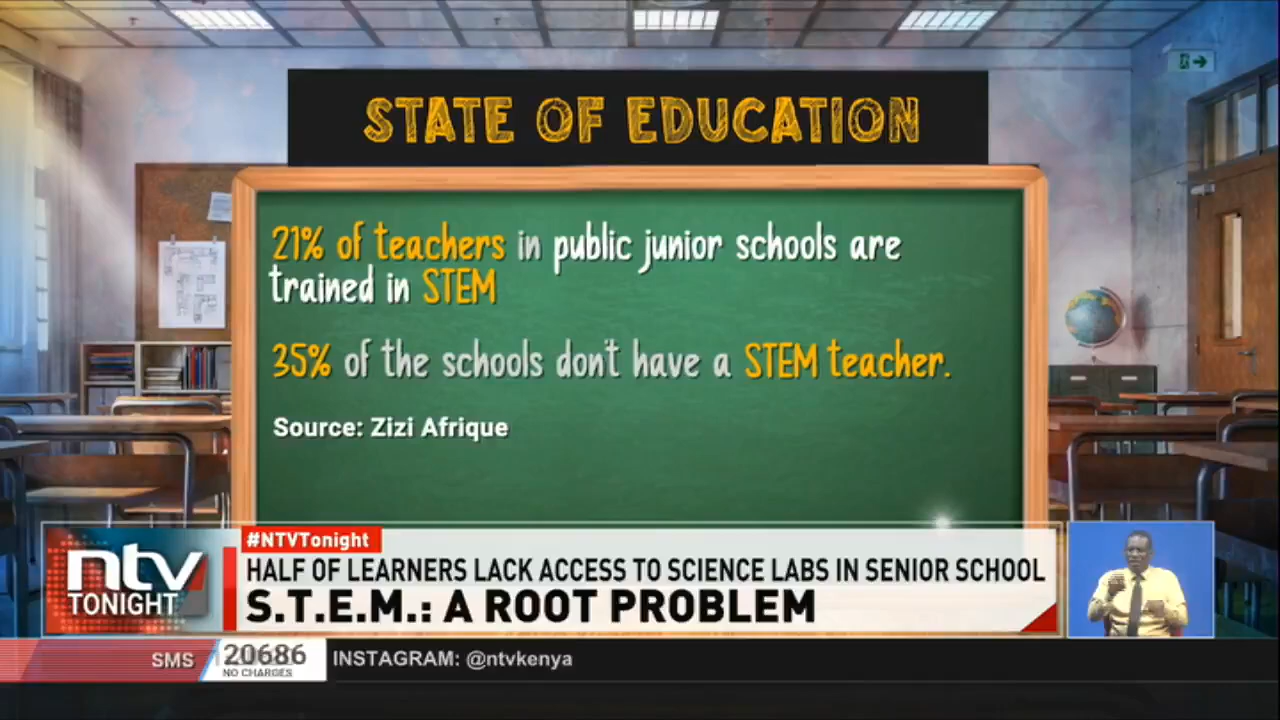 STATE OF EDUCATION
21% of teachers in public junior schools are
trained in STEM
35% of the schools don't have a STEM teacher.
Source: Zizi Afrique
#NTVTonight
HALF OF LEARNERS LACK ACCESS TO SCIENCE LABS IN SENIOR SCHOOL
S.T.E.M.: A ROOT PROBLEM
ntv
TONIGHT
SMS 20686
NO CHARGES
INSTAGRAM: @ntvkenya